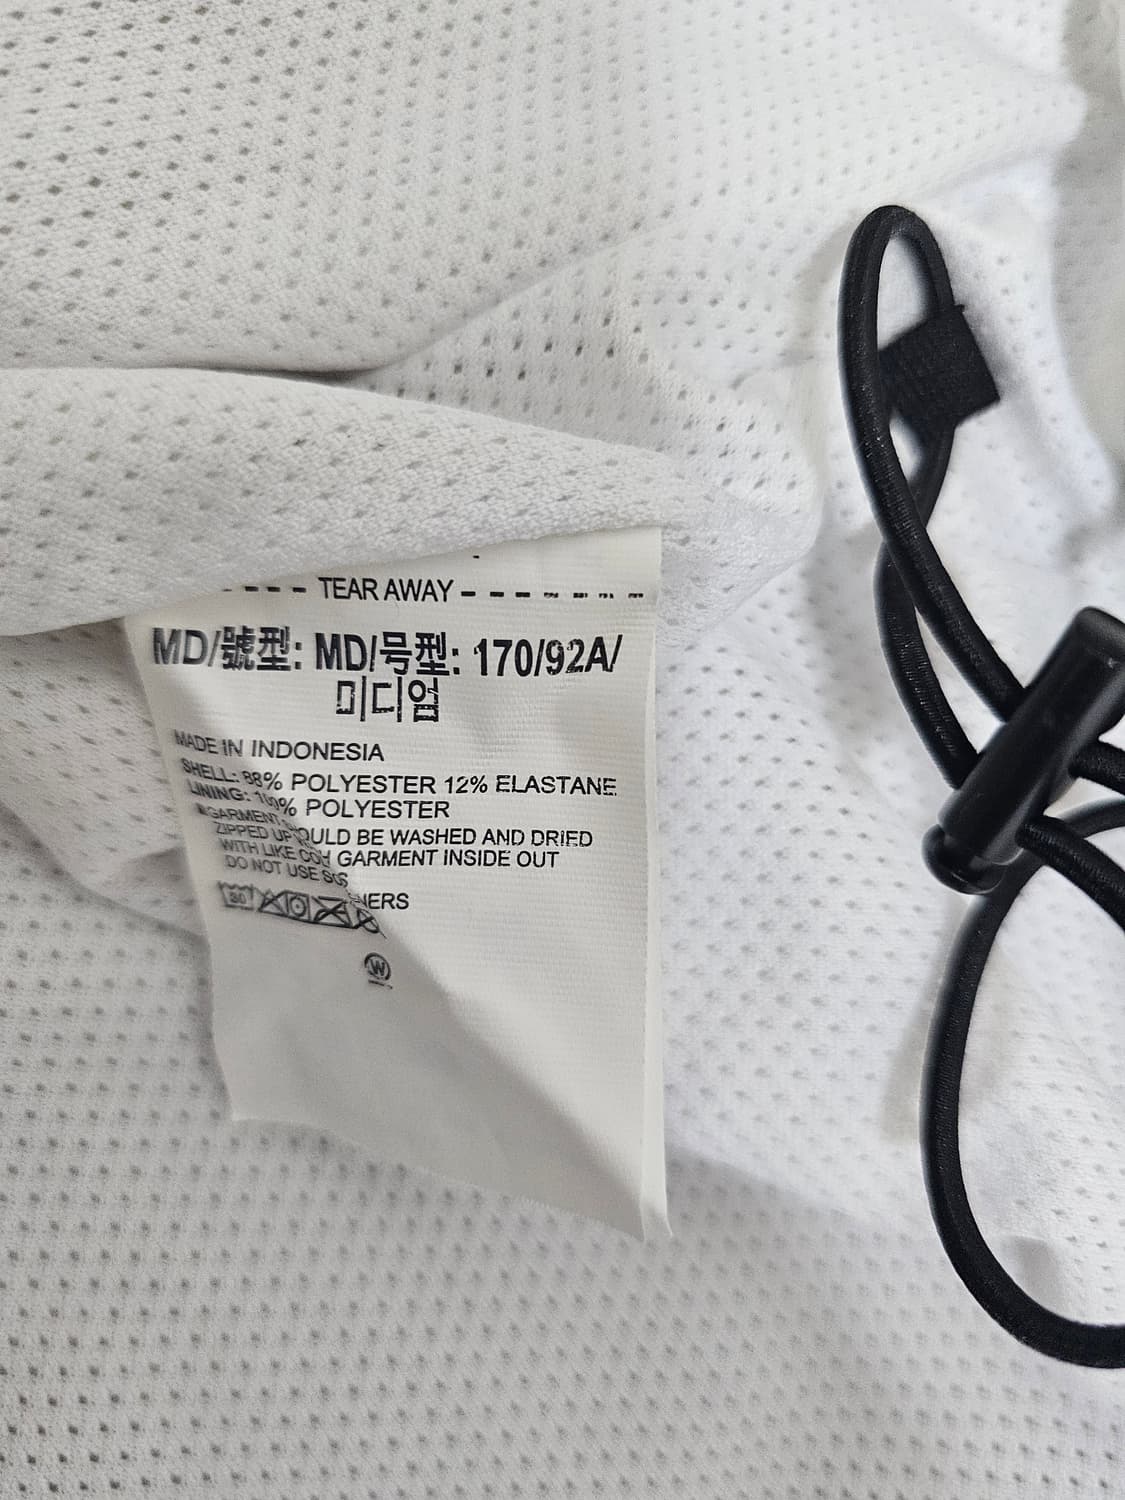 TEAR AWAY
MD/號型: MD/号型: 170/92A/
미디엄
MADE IN INDONESIA
SHELL: 88% POLYESTER 12% ELASTANE
LINING: 100% POLYESTER
GARMENT OULD BE WASHED AND DRIED
ZIPPED UP GARMENT INSIDE OUT
WITH LIKE
DO NOT USE NERS
30
W